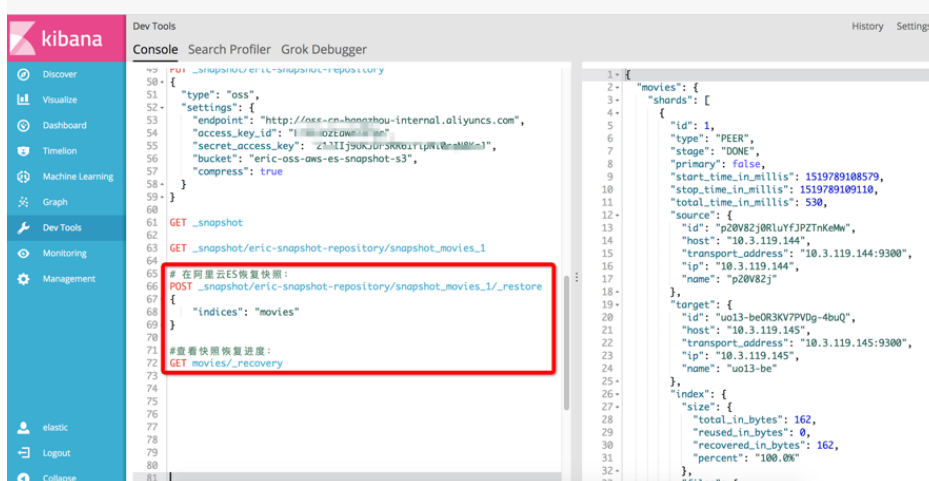 kibana
Discover
Visualize
Dashboard
Timelion
Machine Learning
Graph
Dev Tools
Monitoring
Management
elastic
Logout
Collapse
Dev Tools
History Settings
Console Search Profiler Grok Debugger
49 PUT _snapshot/eric-snapshot-repository
50 {
51 "type": "oss",
52 "settings": {
53 "endpoint": "http://oss-cn-hangzhou-internal.aliyuncs.com",
54 "access_key_id":
55 "secret_access_key":
56 "bucket": "eric-oss-aws-es-snapshot-s3",
57 "compress": true
58 }
59 }
60
61 GET _snapshot
62
63 GET _snapshot/eric-snapshot-repository/snapshot_movies_1
64
65 # 在阿里云ES恢复快照：
66 POST _snapshot/eric-snapshot-repository/snapshot_movies_1/_restore
67 {
68 "indices": "movies"
69 }
70
71 #查看快照恢复进度：
72 GET movies/_recovery
73
74
75
76
77
78
79
80
81
1 {
2 "movies": {
3 "shards": [
4 {
5 "id": 1,
6 "type": "PEER",
7 "stage": "DONE",
8 "primary": false,
9 "start_time_in_millis": 1519789108579,
10 "stop_time_in_millis": 1519789109110,
11 "total_time_in_millis": 530,
12 "source": {
13 "id": "p20V82j0RluYfJPZTnKeMw",
14 "host": "10.3.119.144",
15 "transport_address": "10.3.119.144:9300",
16 "ip": "10.3.119.144",
17 "name": "p20V82j"
18 },
19 "target": {
20 "id": "uo13-beOR3KV7PVDg-4buQ",
21 "host": "10.3.119.145",
22 "transport_address": "10.3.119.145:9300",
23 "ip": "10.3.119.145",
24 "name": "uo13-be"
25 },
26 "index": {
27 "size": {
28 "total_in_bytes": 162,
29 "reused_in_bytes": 0,
30 "recovered_in_bytes": 162,
31 "percent": "100.0%"
32 },